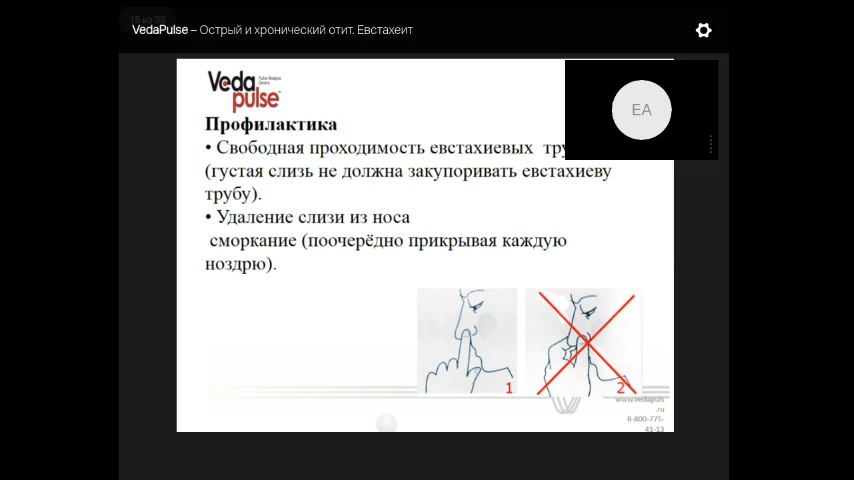 15 из 39
VedaPulse – Острый и хронический отит. Евстахеит
Veda
pulse
EA
Профилактика
• Свободная проходимость евстахиевых
(густая слизь не должна закупоривать евстахиеву
трубу).
• Удаление слизи из носа
сморкание (поочерёдно прикрывая каждую
ноздрю).
1
2
www.vedapuls
.ru
8-800-775-
41-13